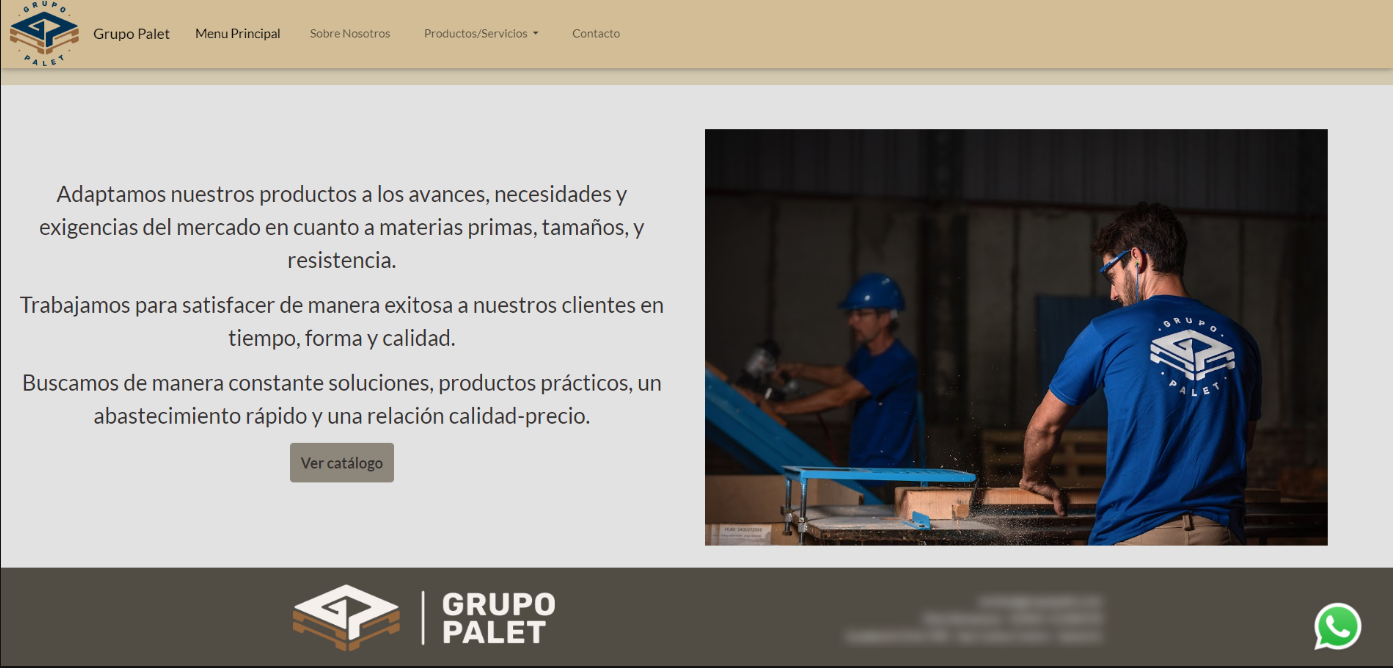 GRUPO
PALET
Grupo Palet
Menu Principal
Sobre Nosotros
Productos/Servicios
Contacto
Adaptamos nuestros productos a los avances, necesidades y
exigencias del mercado en cuanto a materias primas, tamaños, y
resistencia.
Trabajamos para satisfacer de manera exitosa a nuestros clientes en
tiempo, forma y calidad.
Buscamos de manera constante soluciones, productos prácticos, un
abastecimiento rápido y una relación calidad-precio.
Ver catálogo
GRUPO
PALET
GRUPO
PALET